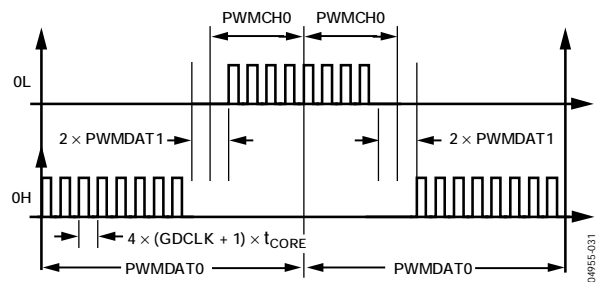 PWMCH0 PWMCH0
0L
2 × PWMDAT1 2 × PWMDAT1
0H
4 × (GDCLK + 1) × tCORE
PWMDAT0 PWMDAT0
04955-031